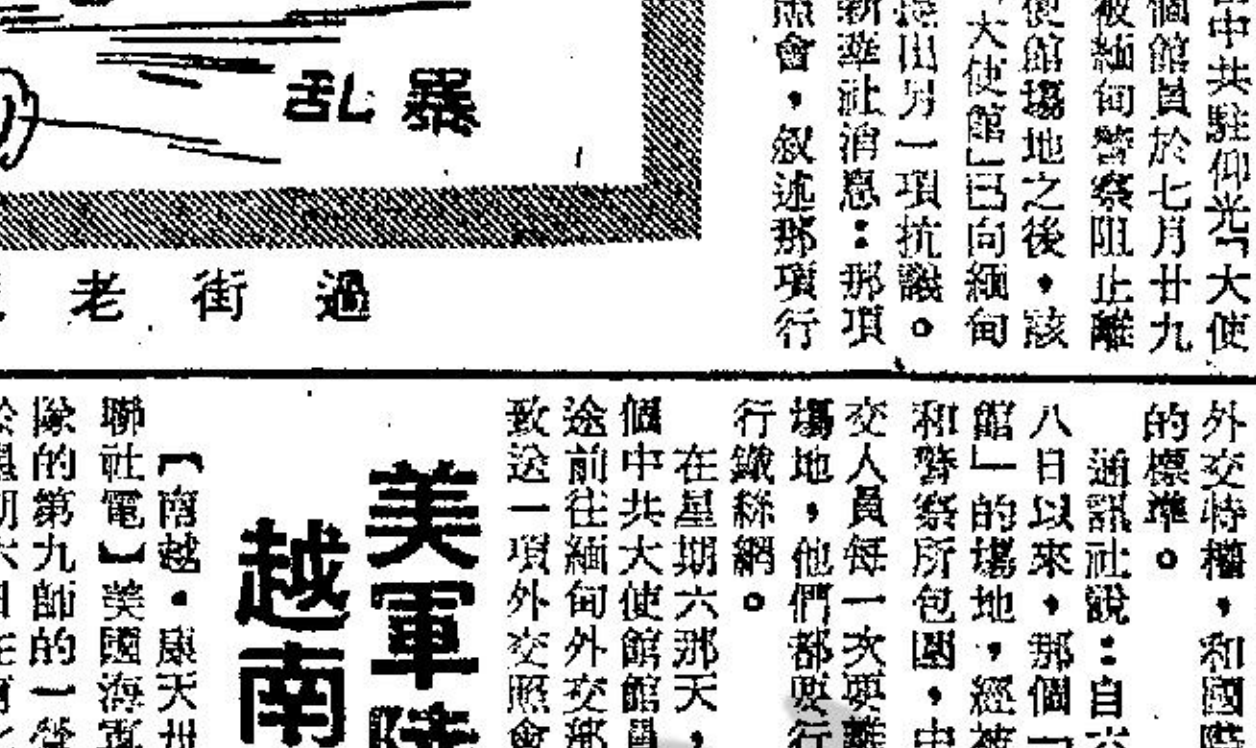 中共駐仰光「大使
個館員於七月廿九
被緬甸警察阻止離
使館場地之後，該
大使館」已向緬甸
提出另一項抗議。
新華社消息：那項
照會，叙述那項行
暴乱
過街老
外交特權，和國際
的標準。
通訊社說：自六
八日以來，那個
館」的場地，經被
和警察所包圍，中
交人員每一次要離
場地，他們都要行
行鐵絲網。
在星期六那天，
個中共大使館館員
途前往緬甸外交部
致送一項外交照會
美軍陸
越南
【南越·康天州
聯社電】美國海軍
隊的第九師的一營